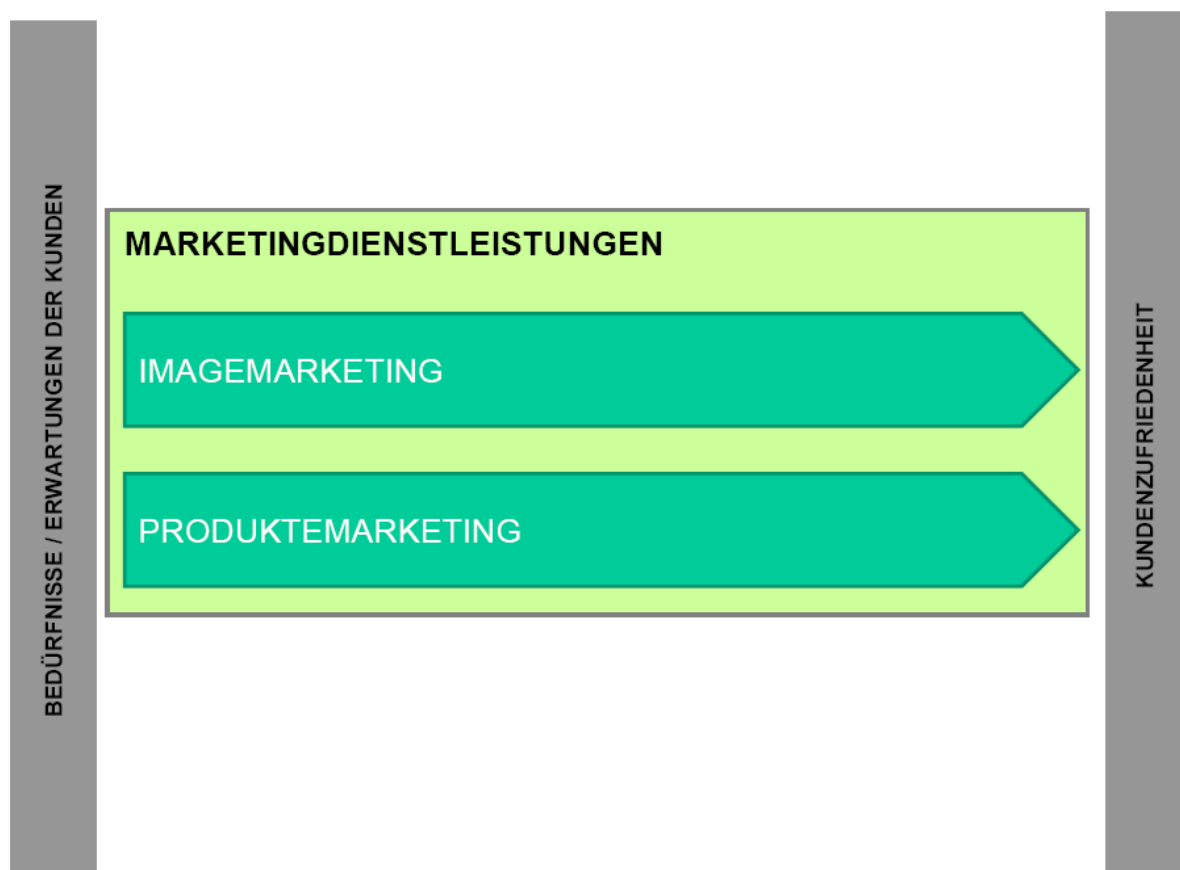 BEDÜRFNISSE / ERWARTUNGEN DER KUNDEN
MARKETINGDIENSTLEISTUNGEN
IMAGEMARKETING
PRODUKTEMARKETING
KUNDENZUFRIEDENHEIT